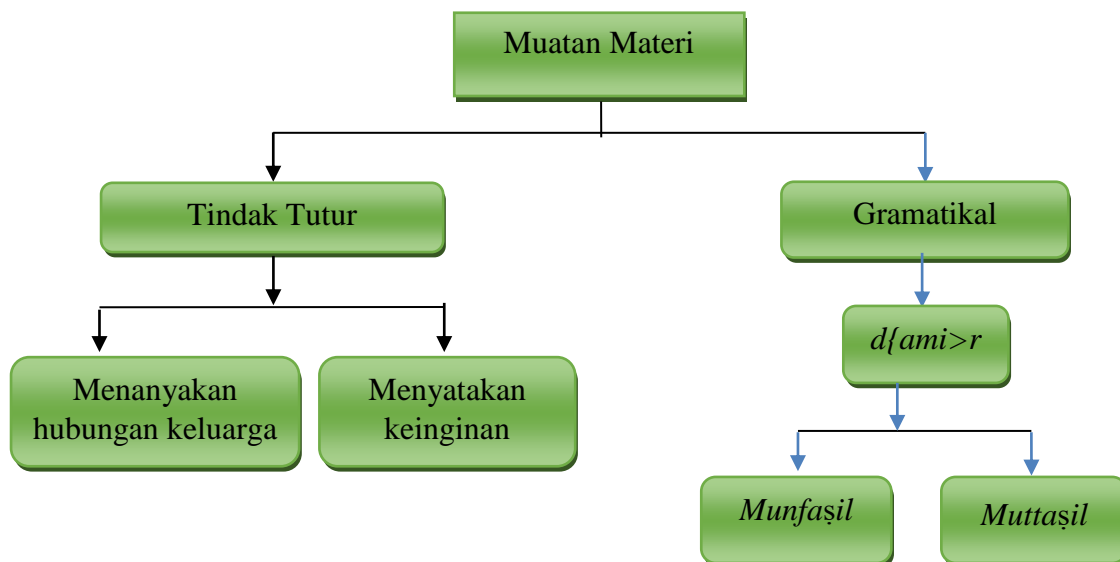 Muatan Materi
Tindak Tutur
Gramatikal
d{ami>r
Menanyakan
hubungan keluarga
Menyatakan
keinginan
Munfaṣil
Muttaṣil